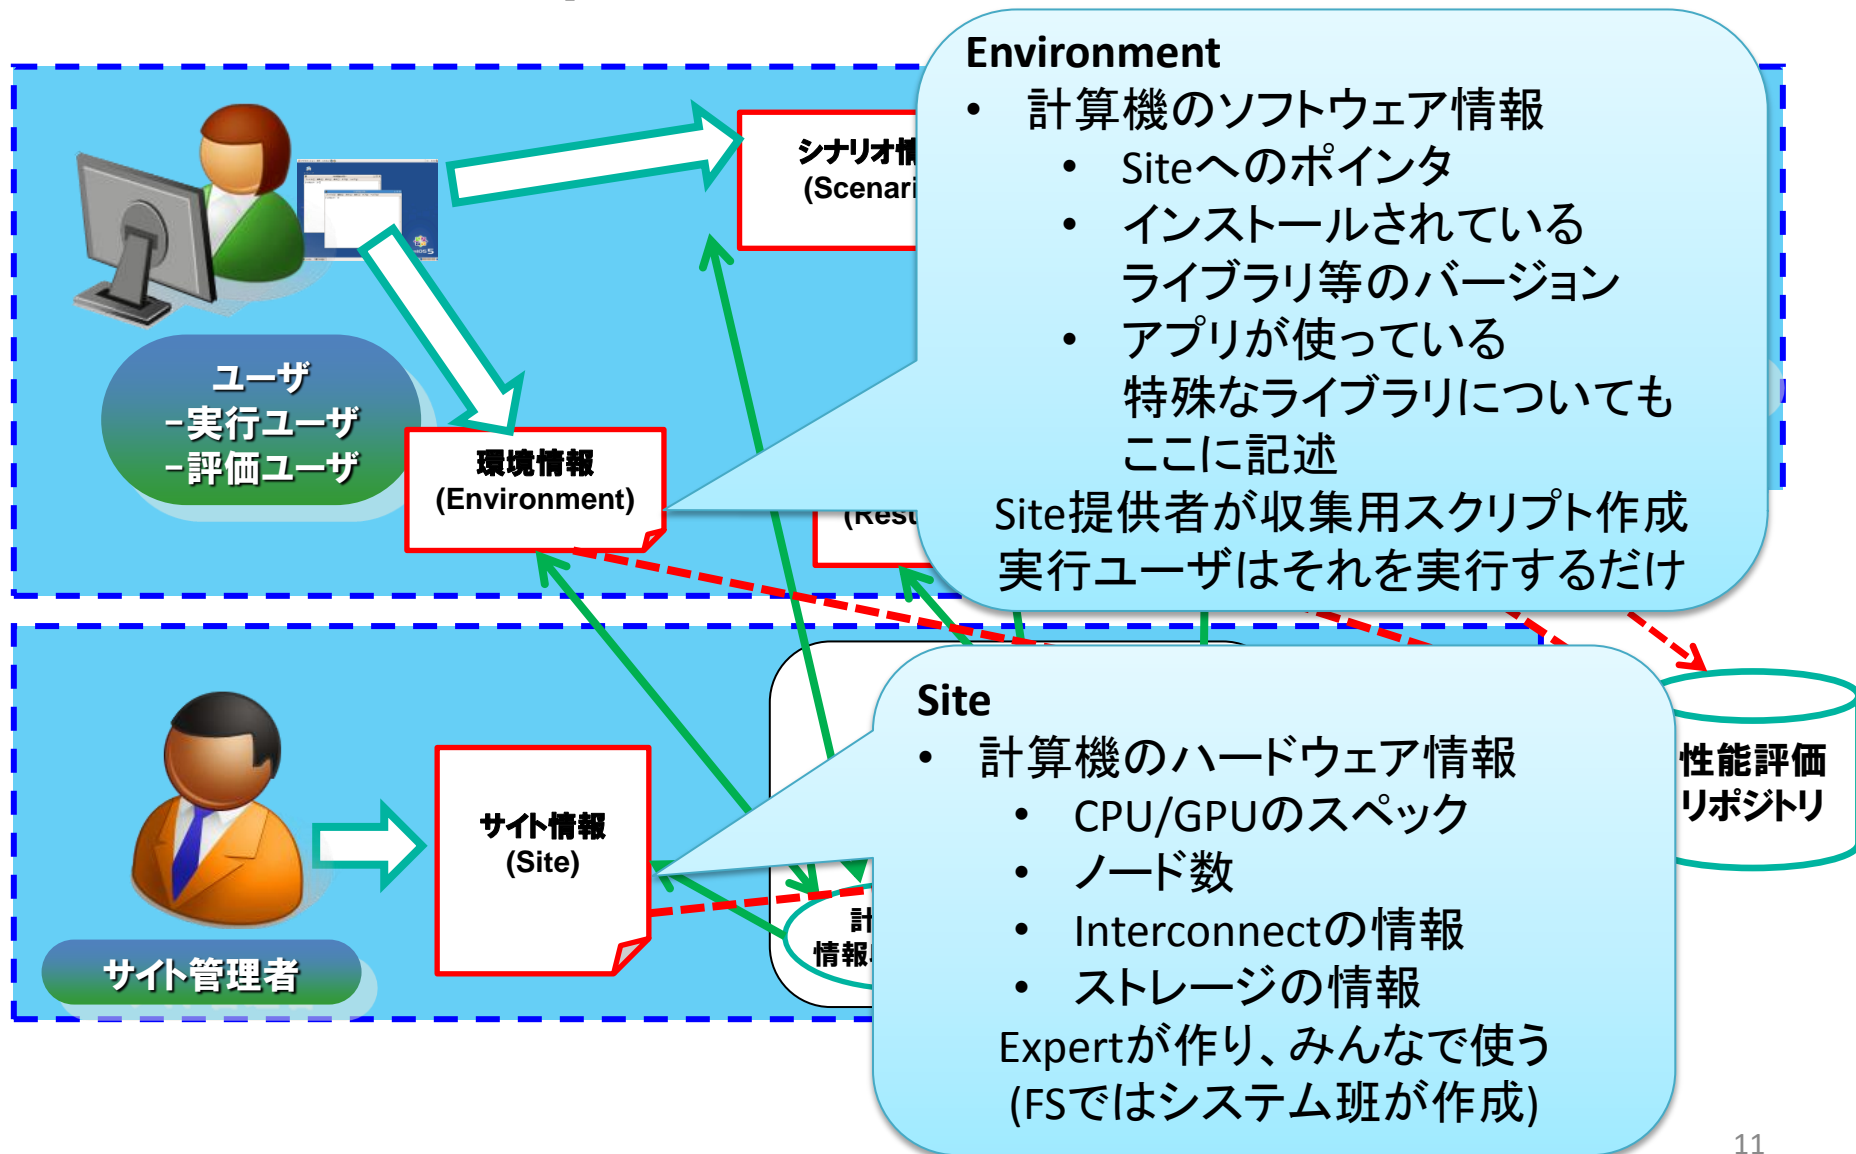 Environment
• 計算機のソフトウェア情報
• Siteへのポインタ
• インストールされている
ライブラリ等のバージョン
• アプリが使っている
特殊なライブラリについても
ここに記述
Site提供者が収集用スクリプト作成
実行ユーザはそれを実行するだけ
シナリオ情
(Scenari
ユーザ
-実行ユーザ
-評価ユーザ
環境情報
(Environment)
(Resu
Site
• 計算機のハードウェア情報
• CPU/GPUのスペック
• ノード数
• Interconnectの情報
• ストレージの情報
Expertが作り、みんなで使う
(FSではシステム班が作成)
サイト情報
(Site)
サイト管理者
計
情報
性能評価
リポジトリ
11